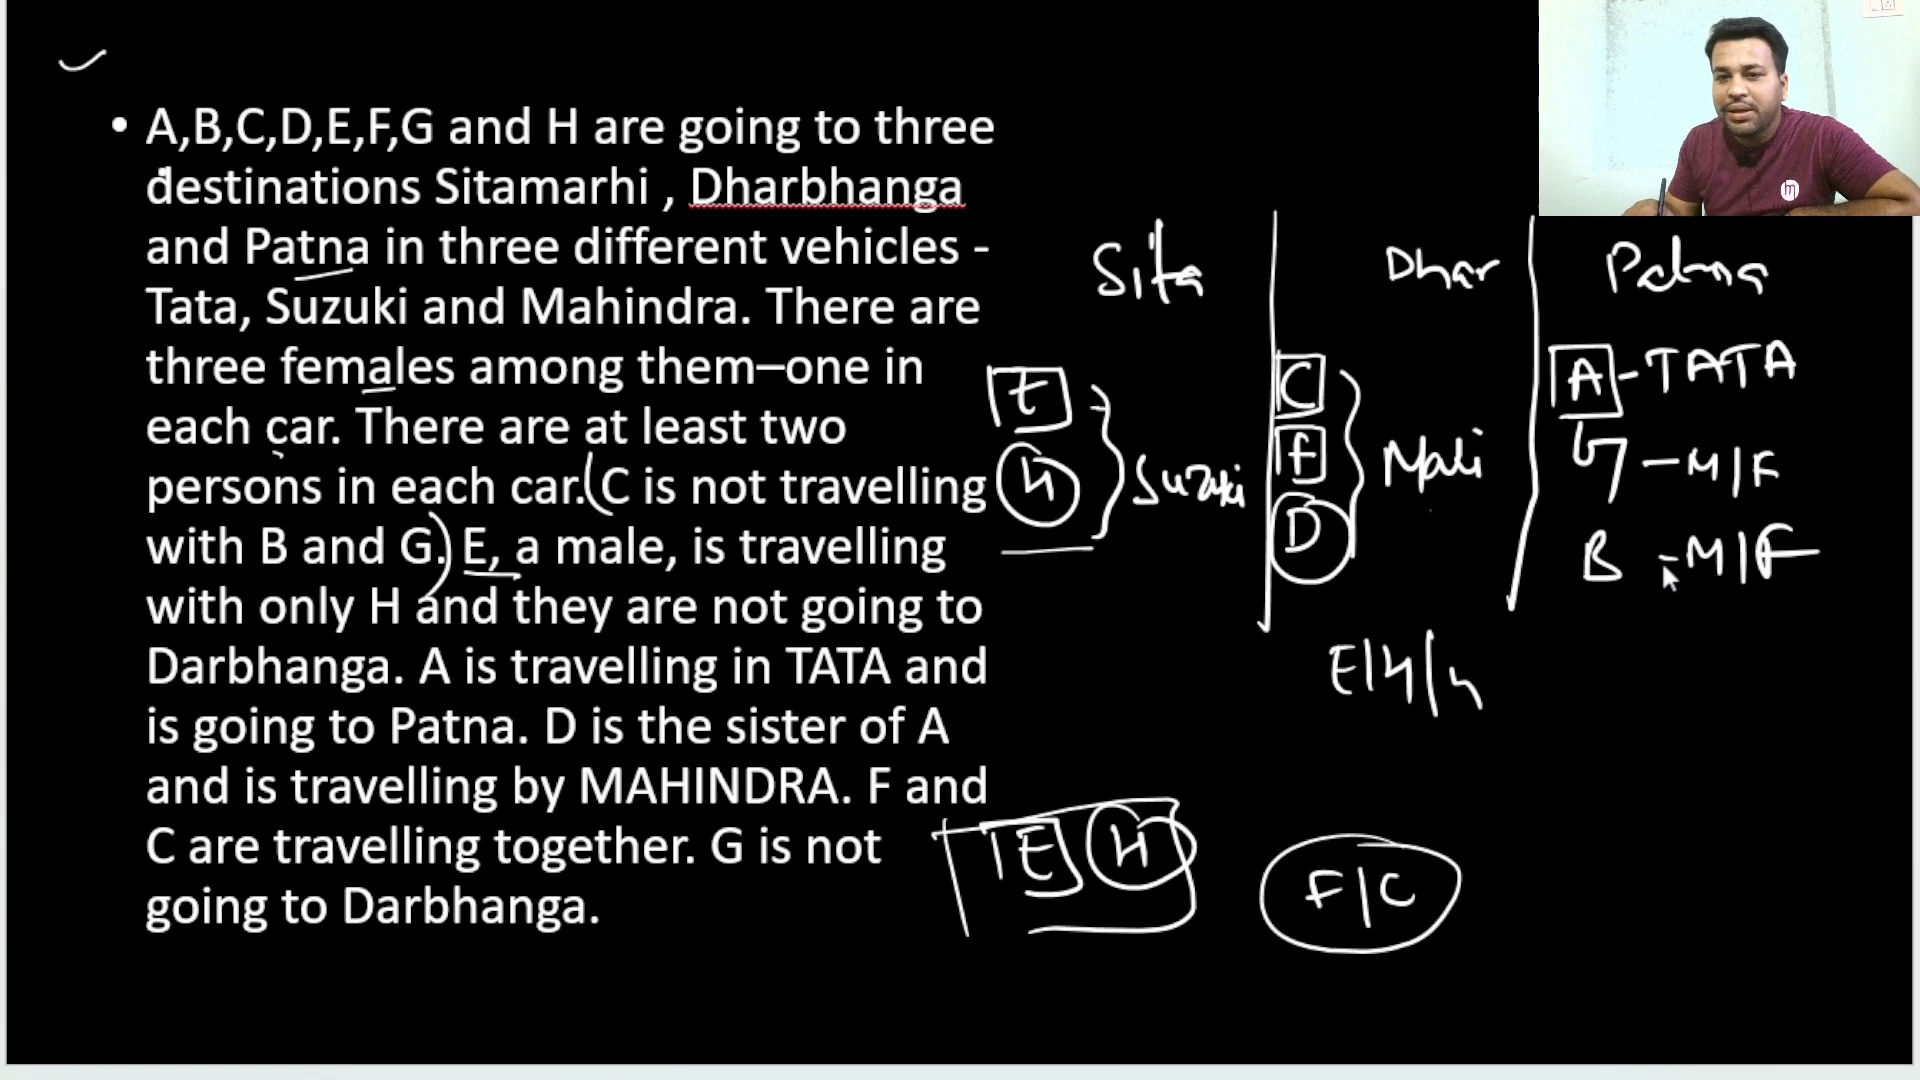 • A,B,C,D,E,F,G and H are going to three
destinations Sitamarhi , Dharbhanga
and Patna in three different vehicles -
Tata, Suzuki and Mahindra. There are
three females among them–one in
each car. There are at least two
persons in each car. C is not travelling
with B and G. E, a male, is travelling
with only H and they are not going to
Darbhanga. A is travelling in TATA and
is going to Patna. D is the sister of A
and is travelling by MAHINDRA. F and
C are travelling together. G is not
going to Darbhanga.
Sita
Dhar
Patna
H
Suzuki
C
F
D
A - TATA
G - M/F
B - M/F
E H
F/C